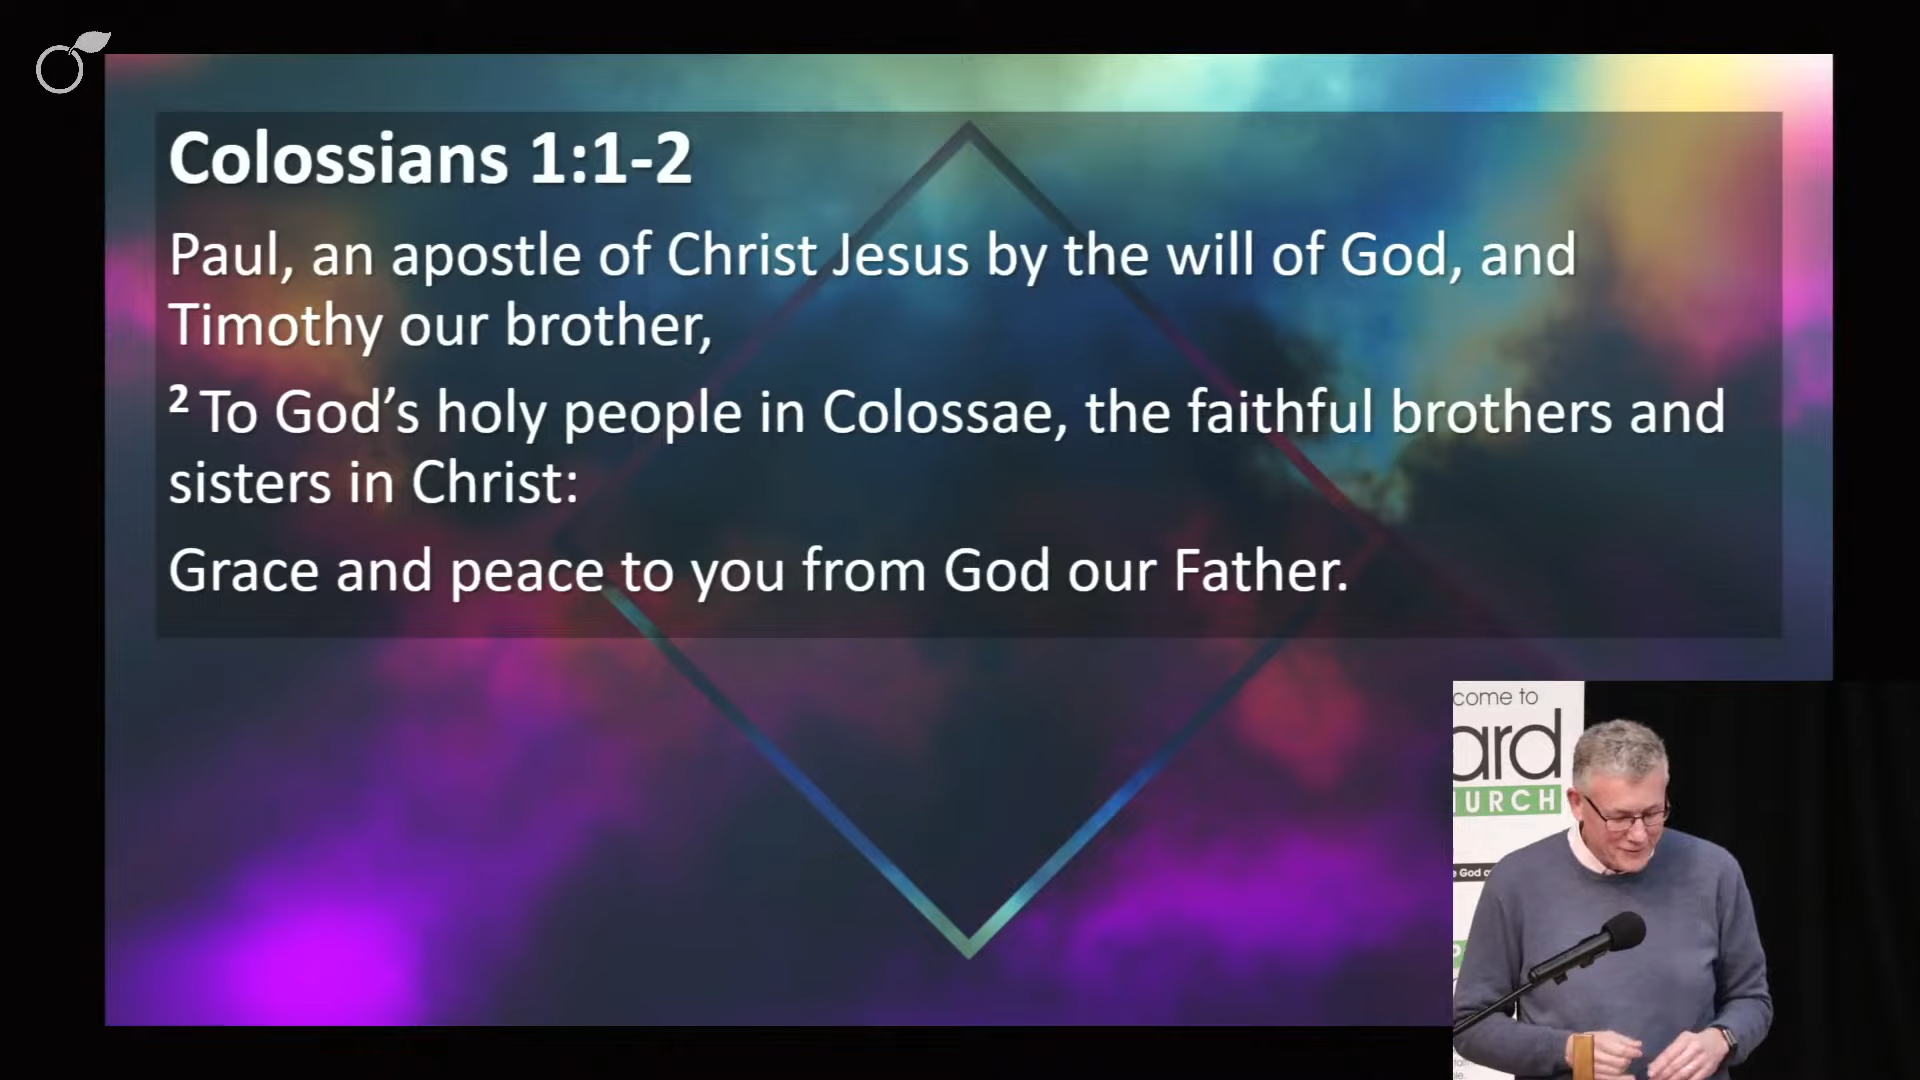 Colossians 1:1-2
Paul, an apostle of Christ Jesus by the will of God, and
Timothy our brother,
2 To God’s holy people in Colossae, the faithful brothers and
sisters in Christ:
Grace and peace to you from God our Father.
come to
ard
URCH
God